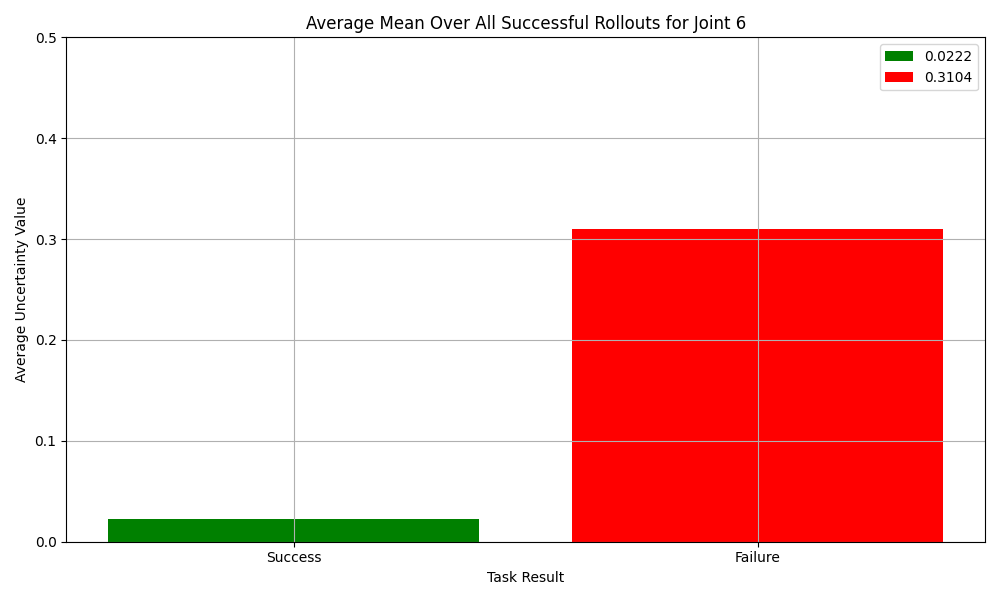 Average Mean Over All Successful Rollouts for Joint 6
0.0222
0.3104
Average Uncertainty Value
0.5
0.4
0.3
0.2
0.1
0.0
Success
Failure
Task Result